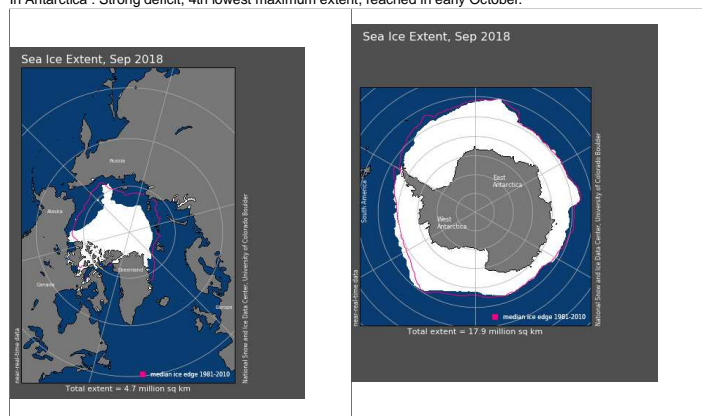 In Antarctica : Strong deficit, 4th lowest maximum extent, reached in early October.
Sea Ice Extent, Sep 2018
Russia
Alaska
Greenland
Canada
Europe
near-real-time data
National Snow and Ice Data Center, University of Colorado Boulder
median ice edge 1981-2010
Total extent = 4.7 million sq km
Sea Ice Extent, Sep 2018
South America
East
Antarctica
West
Antarctica
near-real-time data
National Snow and Ice Data Center, University of Colorado Boulder
median ice edge 1981-2010
Total extent = 17.9 million sq km